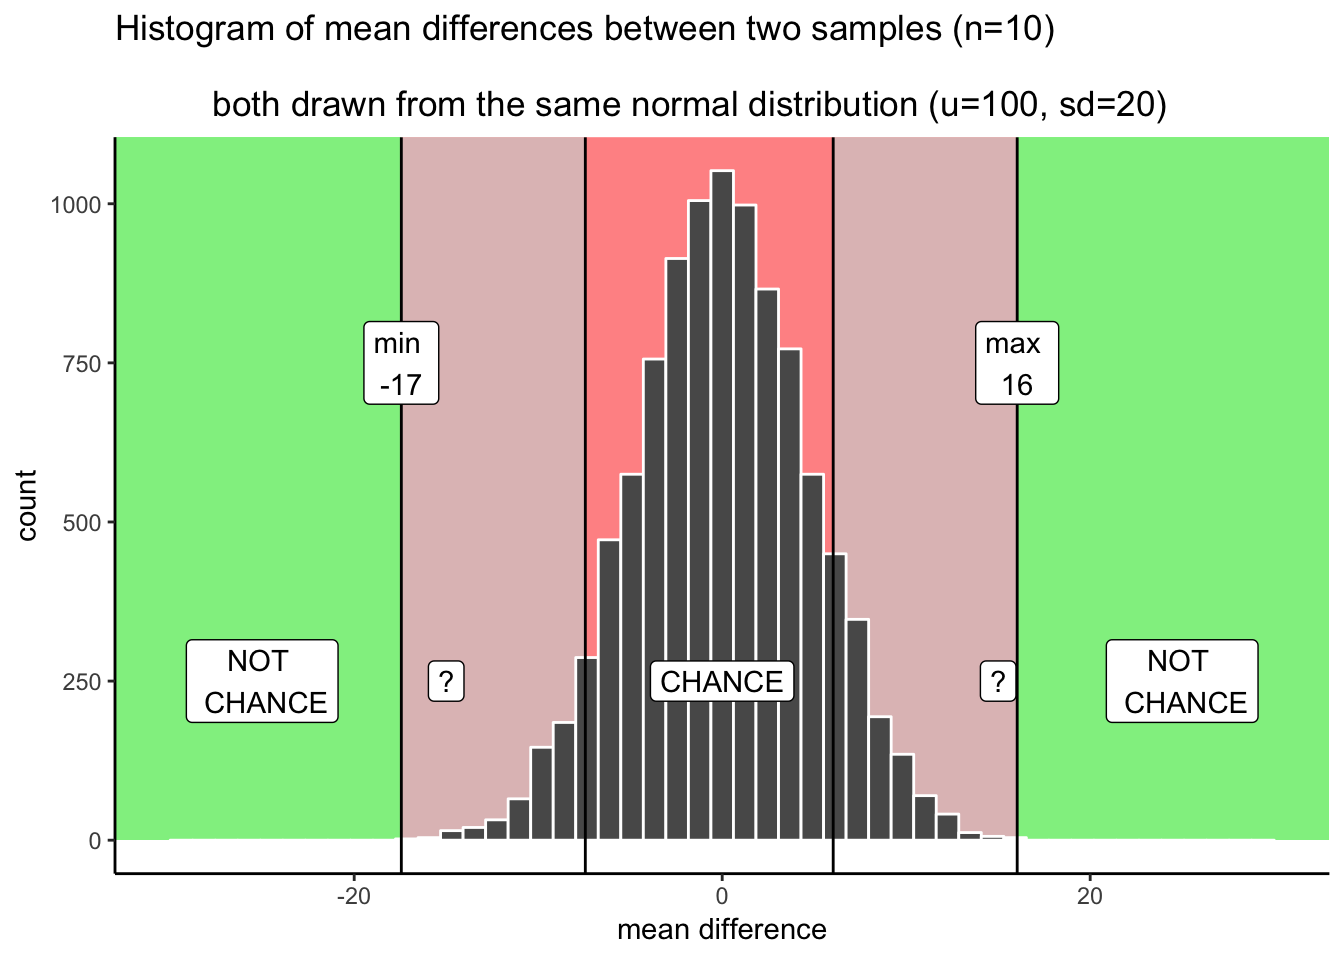 Histogram of mean differences between two samples (n=10)
both drawn from the same normal distribution (u=100, sd=20)
count
1000
750
500
250
0
min
-17
max
16
NOT
CHANCE
?
CHANCE
?
NOT
CHANCE
-20
0
20
mean difference